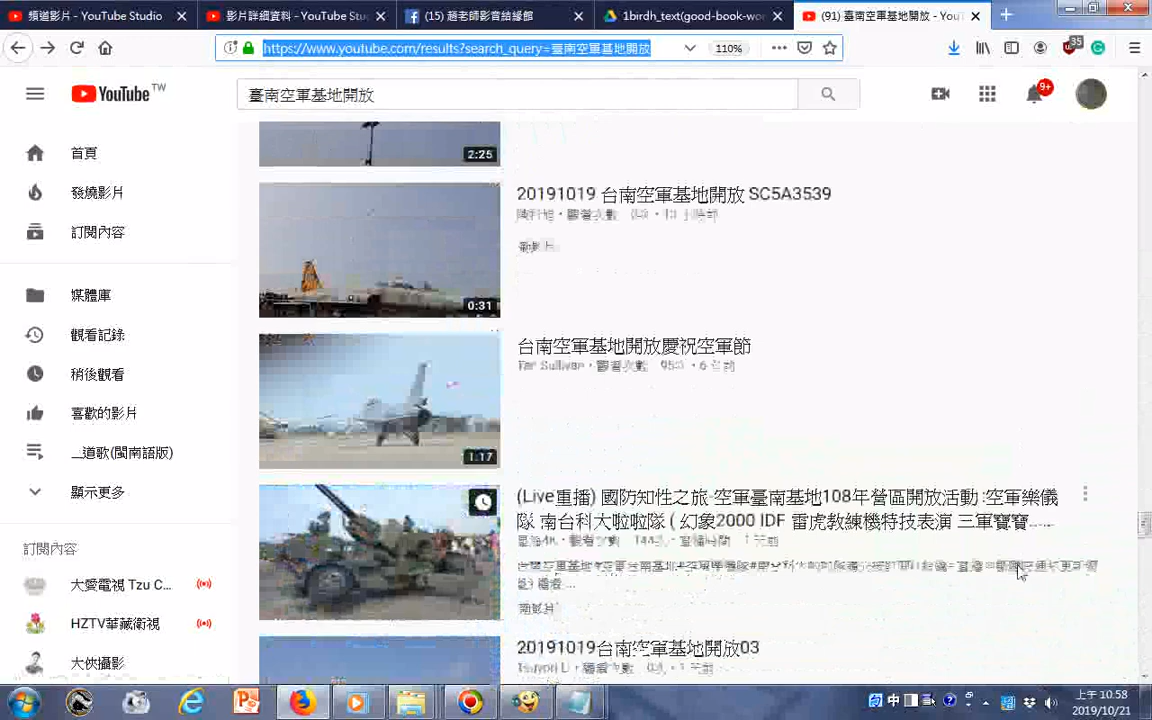 頻道影片 - YouTube Studio
影片詳細資料 - YouTube Stu
(15) 趙老師影音結緣館
1birdh_text(good-book-wo
(91) 臺南空軍基地開放 - YouT
https://www.youtube.com/results?search_query=臺南空軍基地開放
110%
35
YouTube TW
臺南空軍基地開放
9+
首頁
發燒影片
訂閱內容
媒體庫
觀看記錄
稍後觀看
喜歡的影片
二道歌(閩南語版)
顯示更多
訂閱內容
大愛電視 Tzu C...
HZTV華藏衛視
大俠攝影
2:25
20191019 台南空軍基地開放 SC5A3539
0:31
台南空軍基地開放慶祝空軍節
1:17
(Live重播) 國防知性之旅-空軍臺南基地108年營區開放活動 :空軍樂儀
隊 南台科大啦啦隊 ( 幻象2000 IDF 雷虎教練機特技表演 三軍寶寶...
20191019台南空軍基地開放03
中
上午 10:58
2019/10/21